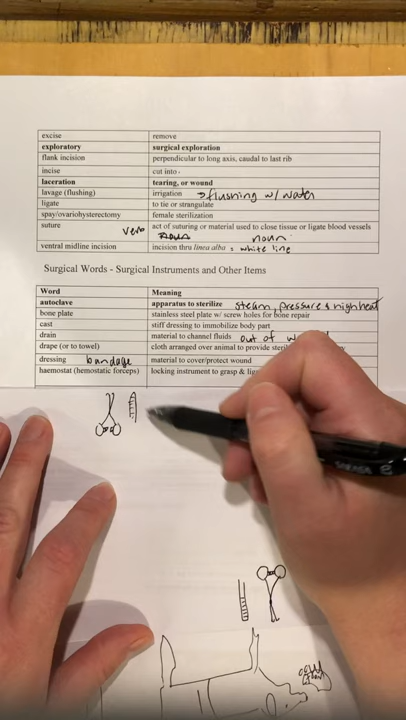 excise remove
exploratory surgical exploration
flank incision perpendicular to long axis, caudal to last rib
incise cut into
laceration tearing, or wound
lavage (flushing) irrigation → flushing w/ water
ligate to tie or strangulate
spay/ovariohysterectomy female sterilization
suture verb act of suturing or material used to close tissue or ligate blood vessels
noun
ventral midline incision incision thru linea alba s white line
Surgical Words - Surgical Instruments and Other Items
Word Meaning
autoclave apparatus to sterilize steam, pressure & high heat
bone plate stainless steel plate w/ screw holes for bone repair
cast stiff dressing to immobilize body part
drain material to channel fluids out of
drape (or to towel) cloth arranged over animal to provide
dressing bandage material to cover/protect wound
haemostat (hemostatic forceps) locking instrument to grasp &